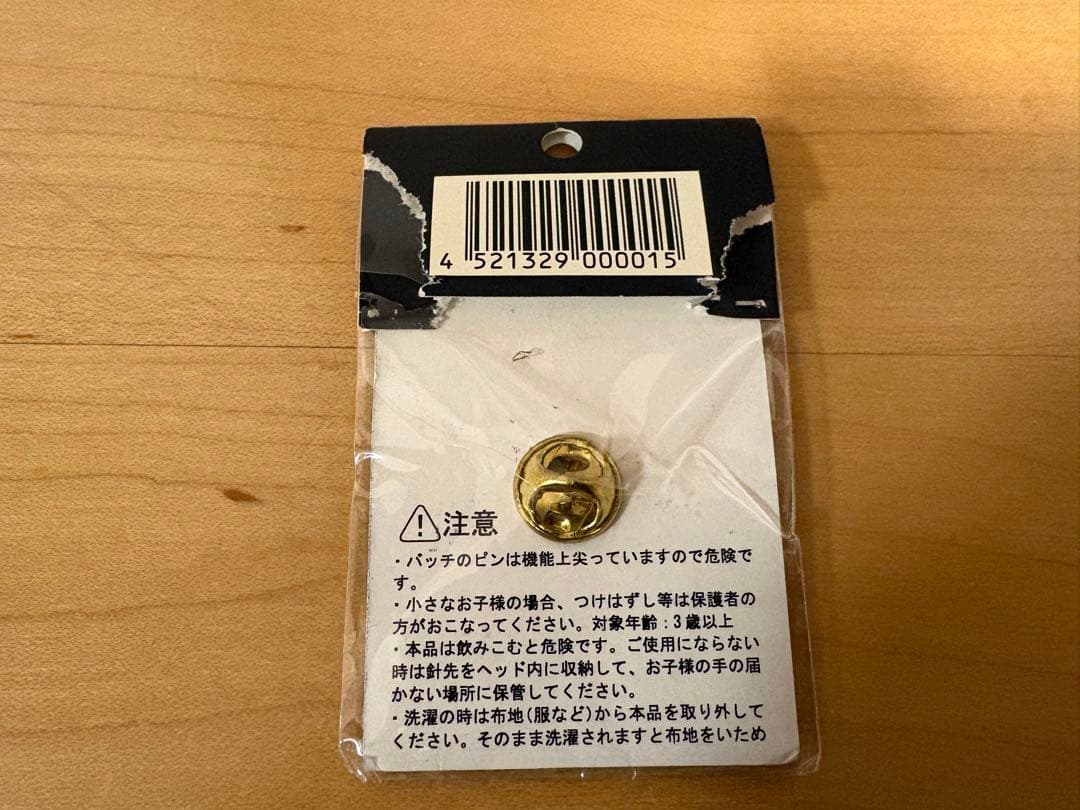 4 521329 000015
注意
・バッチのピンは機能上尖っていますので危険で
す。
・小さなお子様の場合、つけはずし等は保護者の
方がおこなってください。対象年齢：3歳以上
・本品は飲みこむと危険です。ご使用にならない
時は針先をヘッド内に収納して、お子様の手の届
かない場所に保管してください。
・洗濯の時は布地(服など)から本品を取り外して
ください。そのまま洗濯されますと布地をいため